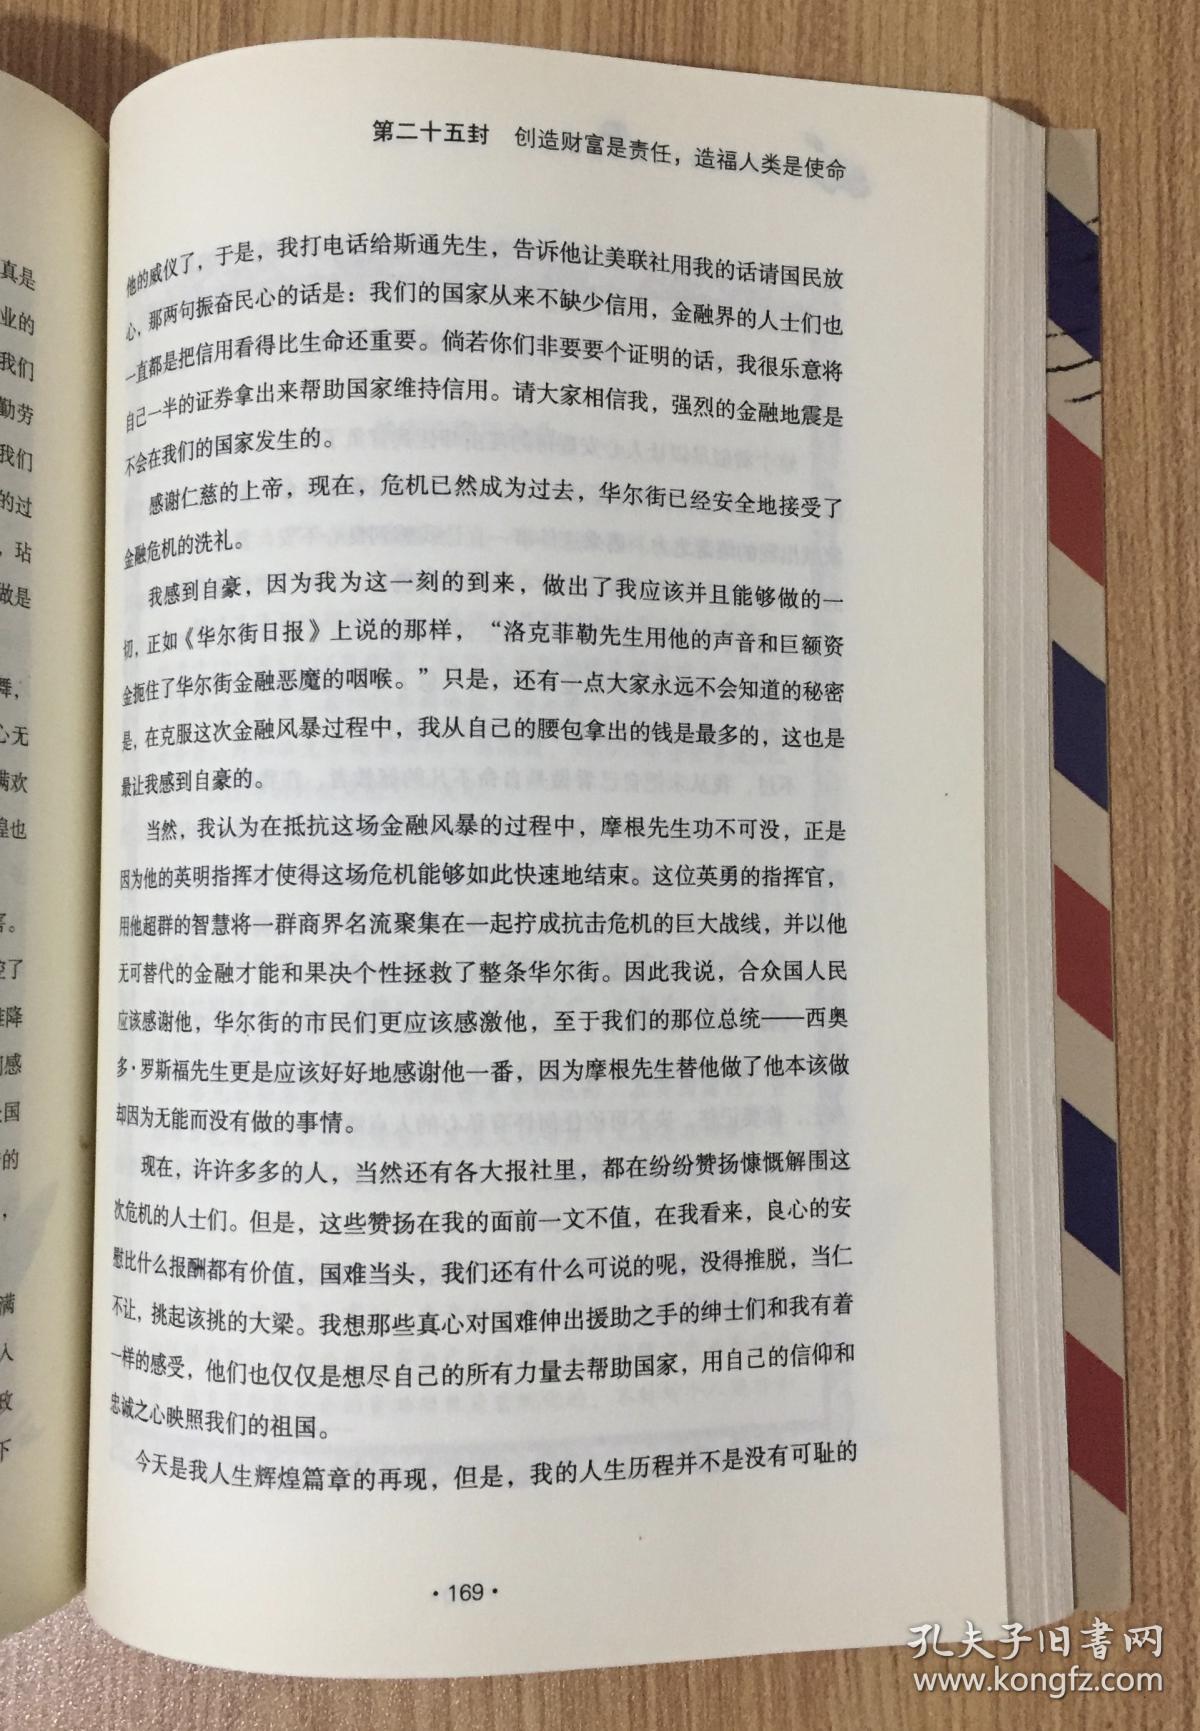 真是
业的
我们
勤劳
我们
的过
，玷
做是
舞，
心无
满欢
煌也
害。
控了
难降
何感
全国
的
，
满
人
政
下
第二十五封 创造财富是责任，造福人类是使命
他的威仪了，于是，我打电话给斯通先生，告诉他让美联社用我的话请国民放
心，那两句振奋民心的话是：我们的国家从来不缺少信用，金融界的人士们也
一直都是把信用看得比生命还重要。倘若你们非要要个证明的话，我很乐意将
自己一半的证券拿出来帮助国家维持信用。请大家相信我，强烈的金融地震是
不会在我们的国家发生的。
感谢仁慈的上帝，现在，危机已然成为过去，华尔街已经安全地接受了
金融危机的洗礼。
我感到自豪，因为我为这一刻的到来，做出了我应该并且能够做的一
切，正如《华尔街日报》上说的那样，“洛克菲勒先生用他的声音和巨额资
金扼住了华尔街金融恶魔的咽喉。”只是，还有一点大家永远不会知道的秘密
是，在克服这次金融风暴过程中，我从自己的腰包拿出的钱是最多的，这也是
最让我感到自豪的。
当然，我认为在抵抗这场金融风暴的过程中，摩根先生功不可没，正是
因为他的英明指挥才使得这场危机能够如此快速地结束。这位英勇的指挥官，
用他超群的智慧将一群商界名流聚集在一起拧成抗击危机的巨大战线，并以他
无可替代的金融才能和果决个性拯救了整条华尔街。因此我说，合众国人民
应该感谢他，华尔街的市民们更应该感激他，至于我们的那位总统——西奥
多·罗斯福先生更是应该好好地感谢他一番，因为摩根先生替他做了他本该做
却因为无能而没有做的事情。
现在，许许多多的人，当然还有各大报社里，都在纷纷赞扬慷慨解围这
次危机的人士们。但是，这些赞扬在我的面前一文不值，在我看来，良心的安
慰比什么报酬都有价值，国难当头，我们还有什么可说的呢，没得推脱，当仁
不让，挑起该挑的大梁。我想那些真心对国难伸出援助之手的绅士们和我有着
一样的感受，他们也仅仅是想尽自己的所有力量去帮助国家，用自己的信仰和
忠诚之心映照我们的祖国。
今天是我人生辉煌篇章的再现，但是，我的人生历程并不是没有可耻的
·169·
孔夫子旧书网
www.kongfz.com